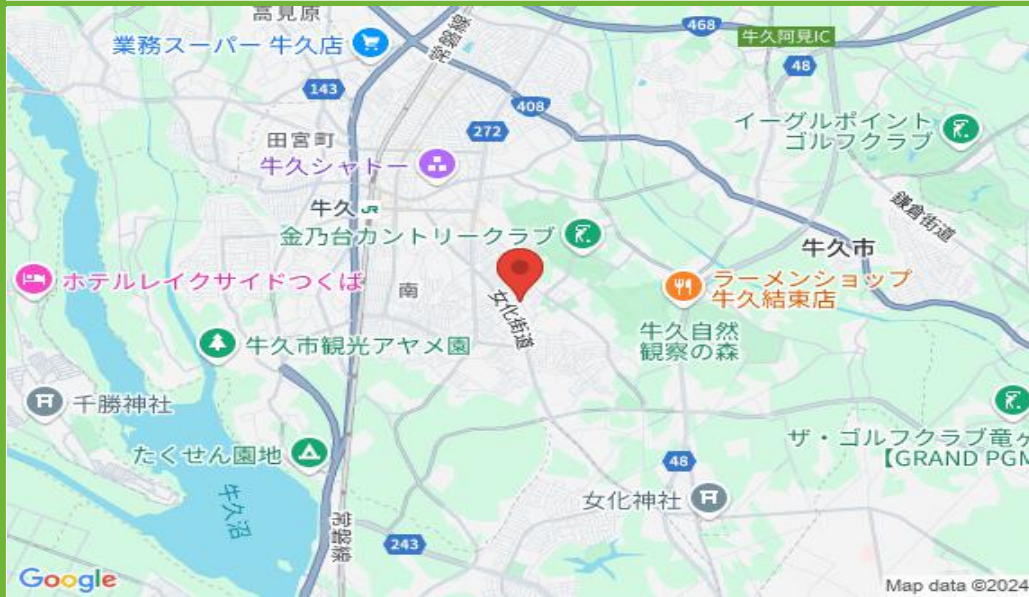 高見原
業務スーパー 牛久店
常磐線
468
牛久阿見IC
48
143
408
272
イーグルポイント
ゴルフクラブ
田宮町
牛久シャトー
鎌倉街道
牛久
JR
金乃台カントリークラブ
牛久市
ホテルレイクサイドつくば
南
ラーメンショップ
牛久結束店
女化街道
牛久自然
観察の森
牛久市観光アヤメ園
千勝神社
たくせん園地
ザ・ゴルフクラブ竜ヶ
【GRAND PGM
48
女化神社
牛久沼
常磐線
243
Google
Map data ©2024